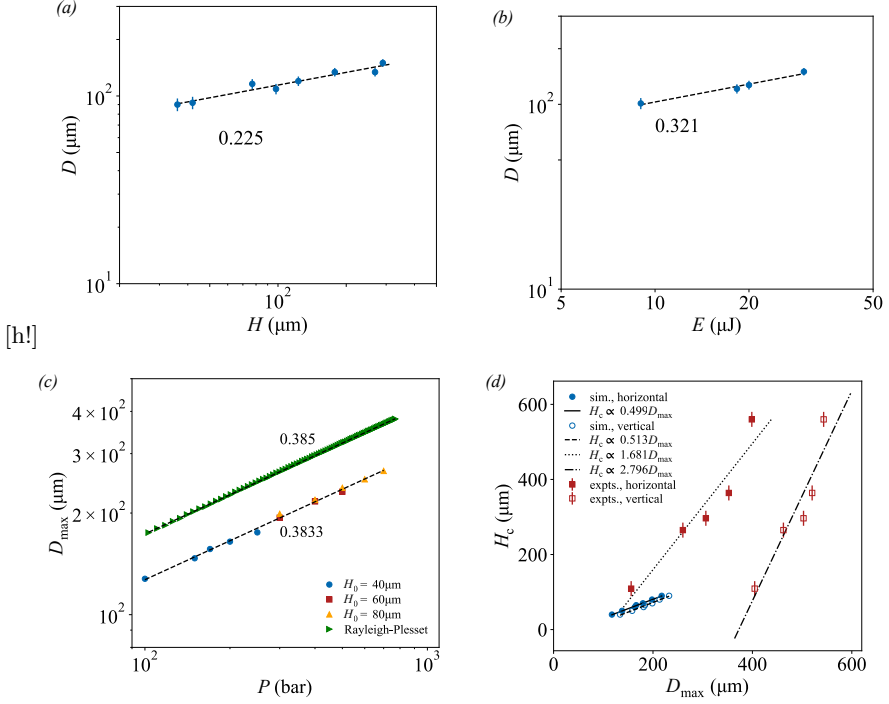 (a)
10²
10¹
D (μm)
0.225
10²
H (μm)
(b)
10²
10¹
D (μm)
0.321
5
10
20
50
E (μJ)
[h!]
(c)
4 × 10²
3 × 10²
2 × 10²
10²
D_max (μm)
0.385
0.3833
H₀ = 40μm
H₀ = 60μm
H₀ = 80μm
Rayleigh-Plesset
10²
10³
P (bar)
(d)
600
400
200
0
H_c (μm)
sim., horizontal
H_c ∝ 0.499D_max
sim., vertical
H_c ∝ 0.513D_max
H_c ∝ 1.681D_max
H_c ∝ 2.796D_max
expts., horizontal
expts., vertical
0
200
400
600
D_max (μm)